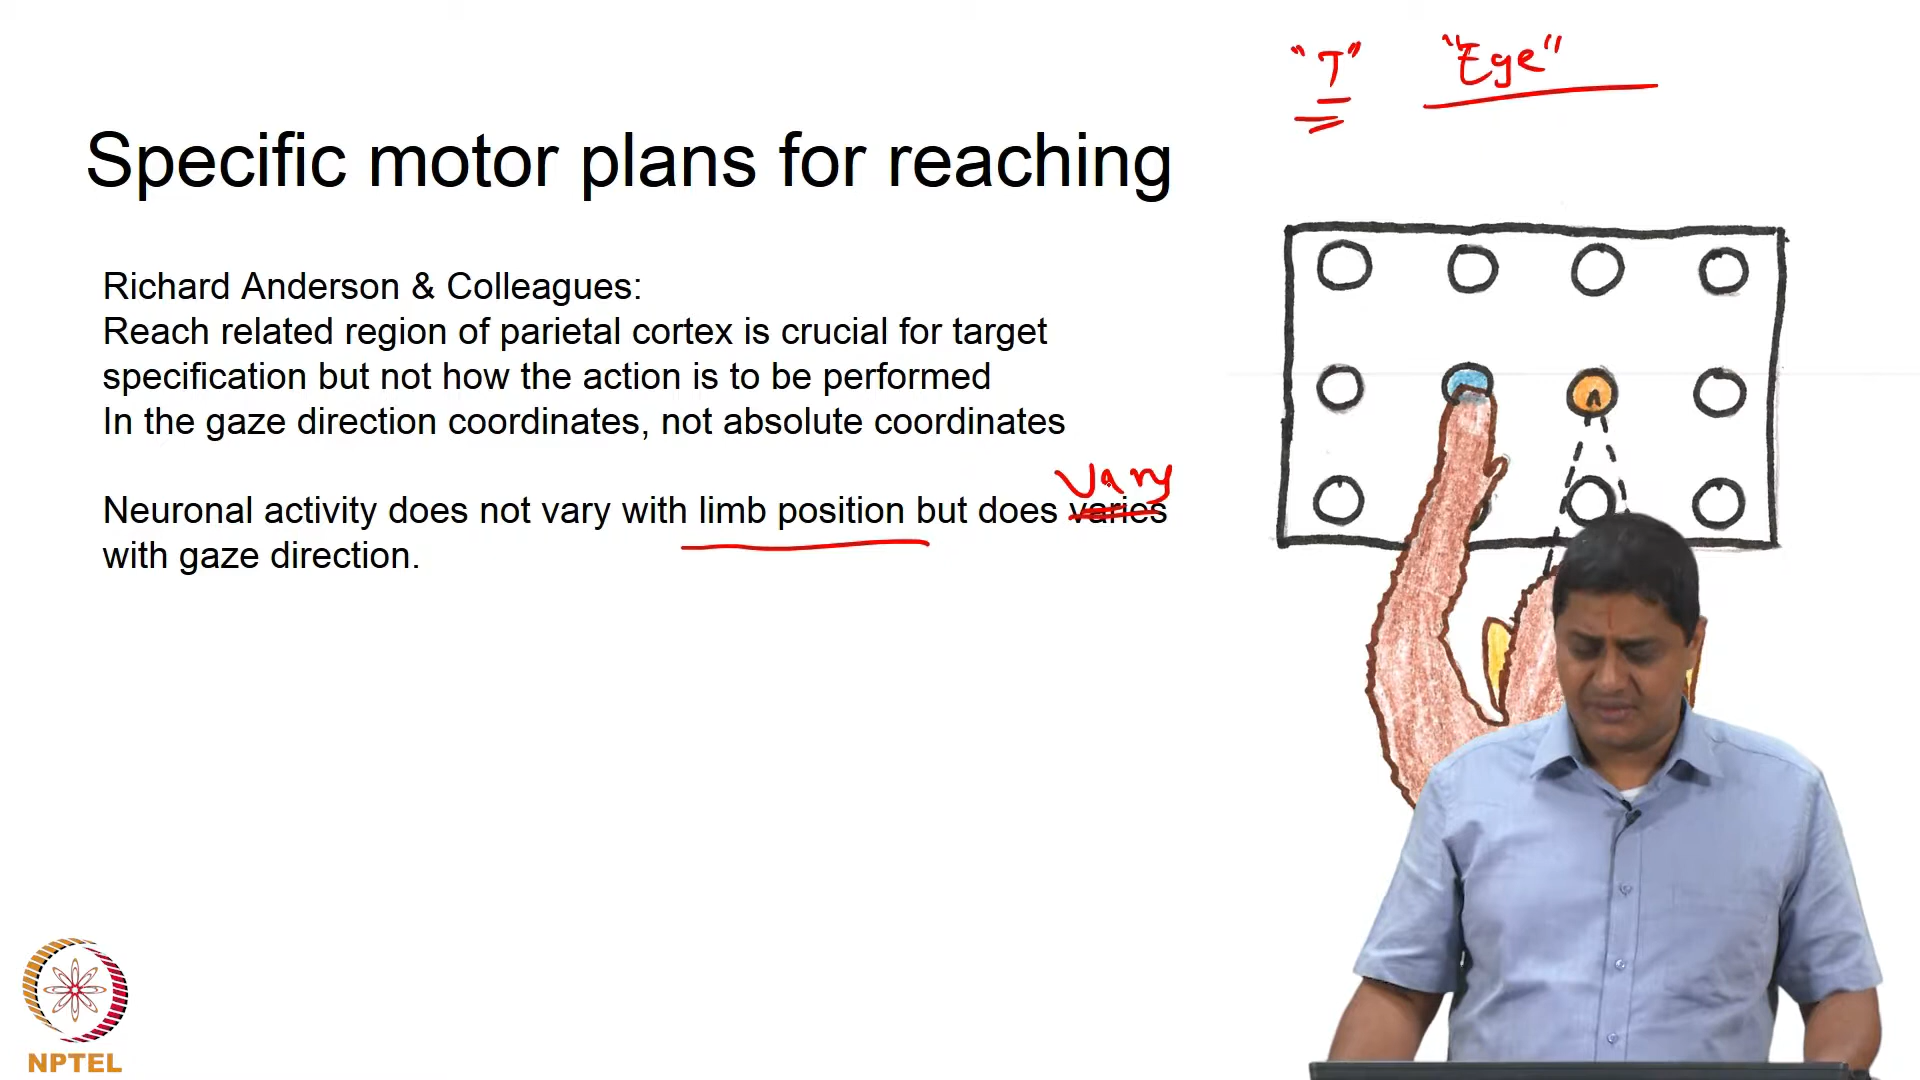 "I" "Ege"
Specific motor plans for reaching
Richard Anderson & Colleagues:
Reach related region of parietal cortex is crucial for target
specification but not how the action is to be performed
In the gaze direction coordinates, not absolute coordinates
Vary
Neuronal activity does not vary with limb position but does varies
with gaze direction.
NPTEL